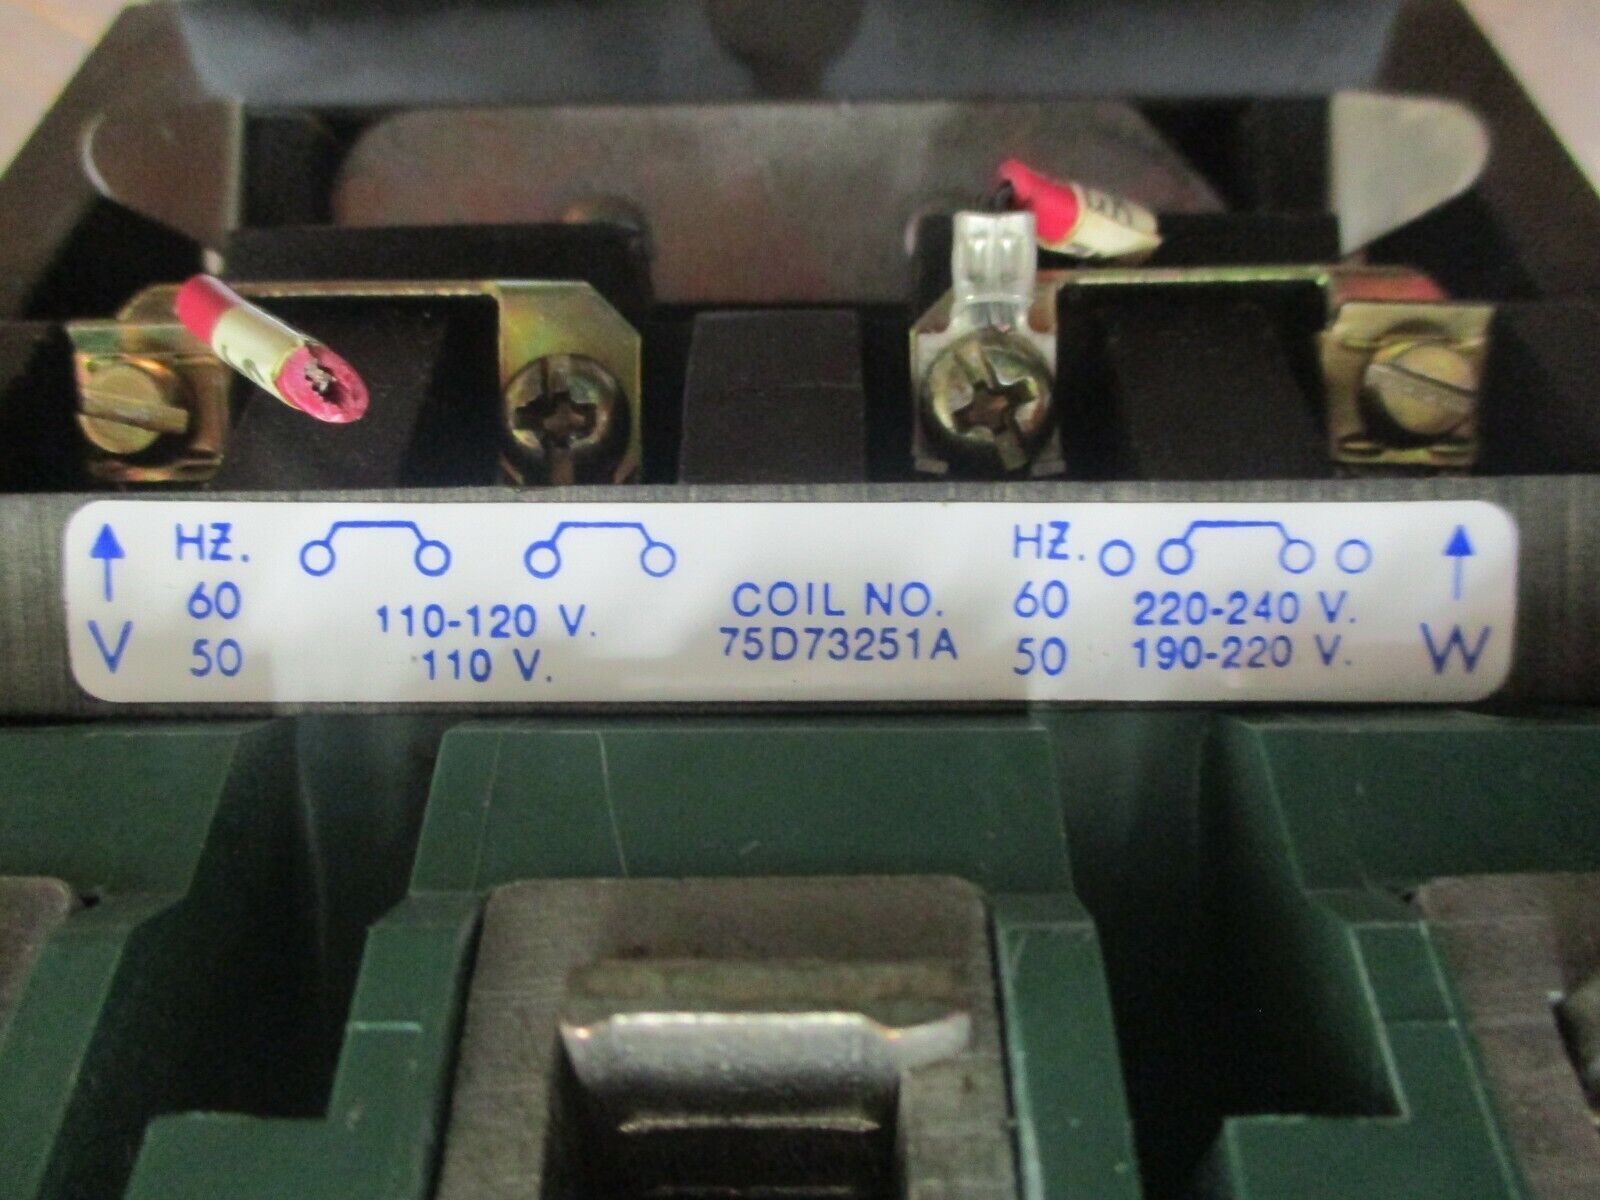 HZ.
60
50
V
110-120 V.
110 V.
COIL NO.
75D73251A
HZ.
60
50
220-240 V.
190-220 V.
W